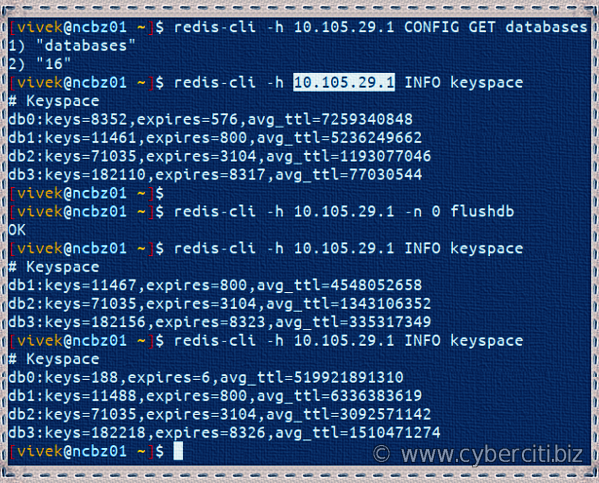 [vivek@ncbz01 ~]$ redis-cli -h 10.105.29.1 CONFIG GET databases
1) "databases"
2) "16"
[vivek@ncbz01 ~]$ redis-cli -h 10.105.29.1 INFO keyspace
# Keyspace
db0:keys=8352,expires=576,avg_ttl=7259340848
db1:keys=11461,expires=800,avg_ttl=5236249662
db2:keys=71035,expires=3104,avg_ttl=1193077046
db3:keys=182110,expires=8317,avg_ttl=77030544
[vivek@ncbz01 ~]$
[vivek@ncbz01 ~]$ redis-cli -h 10.105.29.1 -n 0 flushdb
OK
[vivek@ncbz01 ~]$ redis-cli -h 10.105.29.1 INFO keyspace
# Keyspace
db1:keys=11467,expires=800,avg_ttl=4548052658
db2:keys=71035,expires=3104,avg_ttl=1343106352
db3:keys=182156,expires=8323,avg_ttl=335317349
[vivek@ncbz01 ~]$ redis-cli -h 10.105.29.1 INFO keyspace
# Keyspace
db0:keys=188,expires=6,avg_ttl=519921891310
db1:keys=11488,expires=800,avg_ttl=6336383619
db2:keys=71035,expires=3104,avg_ttl=3092571142
db3:keys=182218,expires=8326,avg_ttl=1510471274
[vivek@ncbz01 ~]$
© www.cyberciti.biz